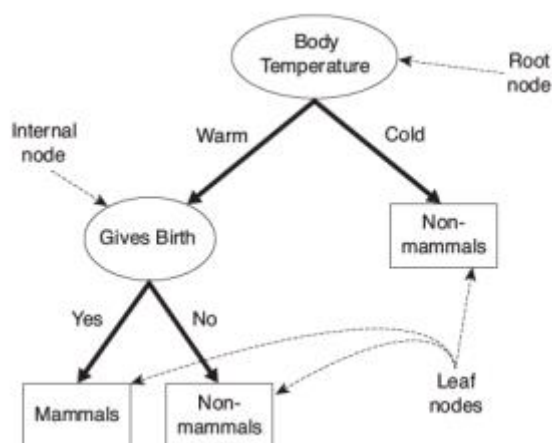 Body
Temperature
Root
node
Internal
node
Warm
Cold
Gives Birth
Non-
mammals
Yes
No
Mammals
Non-
mammals
Leaf
nodes